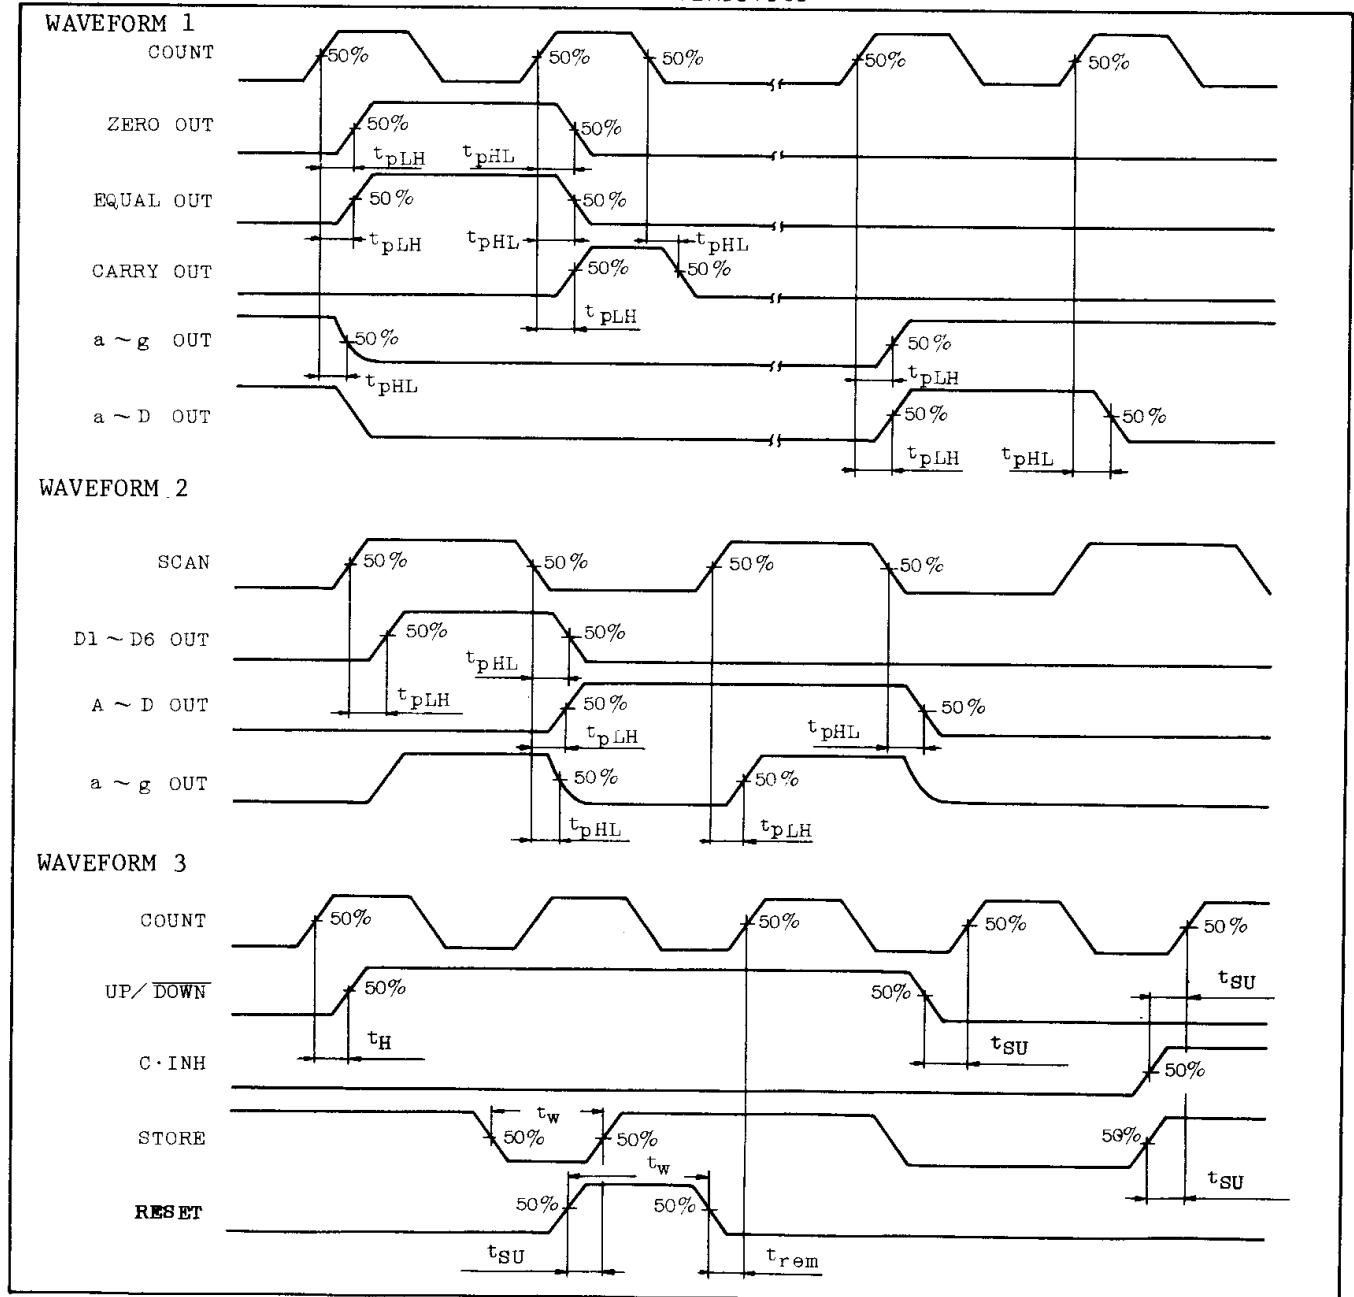 WAVEFORM 1
COUNT 50% 50% 50% 50% 50%
ZERO OUT 50% 50%
tpLH tpHL
EQUAL OUT 50% 50%
tpLH tpHL tpHL
CARRY OUT 50% 50%
tpLH
a ~ g OUT 50% 50%
tpHL tpLH
a ~ D OUT 50% 50%
tpLH tpHL
WAVEFORM 2
SCAN 50% 50% 50% 50%
D1 ~ D6 OUT 50% 50%
tpHL
tpLH
A ~ D OUT 50% 50%
tpLH tpHL
a ~ g OUT 50% 50%
tpHL tpLH
WAVEFORM 3
COUNT 50% 50% 50% 50%
tSU
UP/DOWN 50% 50%
tH tSU
C·INH 50%
tw
STORE 50% 50% 50%
tw
tSU
RESET 50% 50%
tSU trem